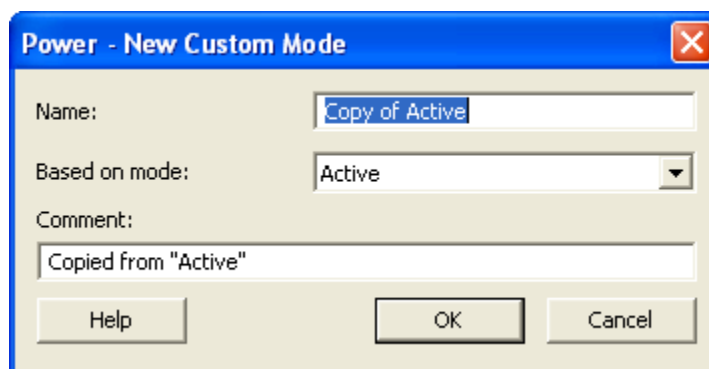 Power - New Custom Mode
Name: Copy of Active
Based on mode: Active
Comment:
Copied from "Active"
Help OK Cancel